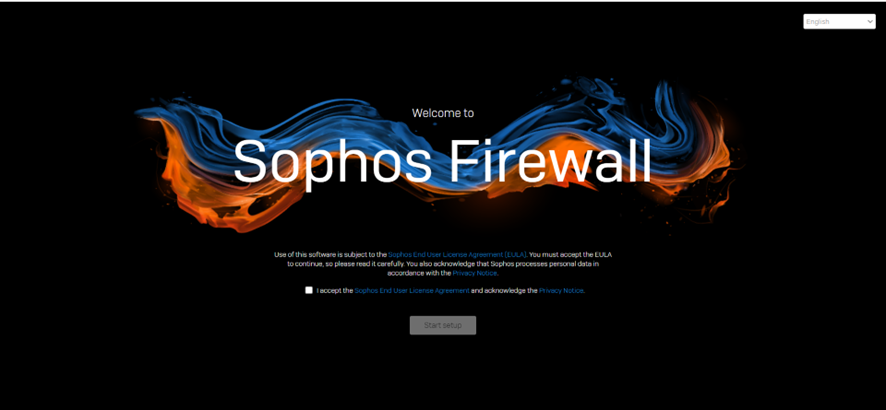 English
Welcome to
Sophos Firewall
Use of this software is subject to the Sophos End User License Agreement (EULA). You must accept the EULA
to continue, so please read it carefully. You also acknowledge that Sophos processes personal data in
accordance with the Privacy Notice.
I accept the Sophos End User License Agreement and acknowledge the Privacy Notice.
Start setup